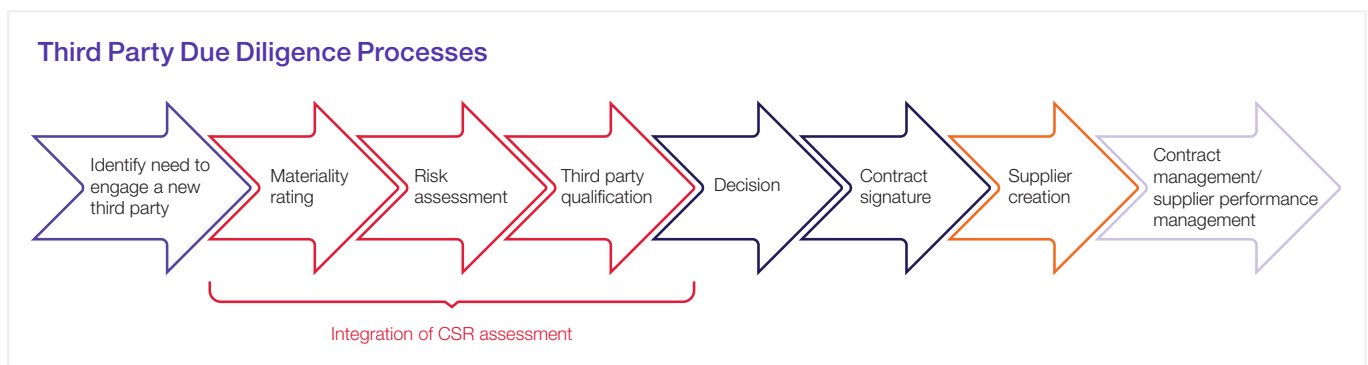 Third Party Due Diligence Processes
Identify need to
engage a new
third party
Materiality
rating
Risk
assessment
Third party
qualification
Decision
Contract
signature
Supplier
creation
Contract
management/
supplier performance
management
Integration of CSR assessment